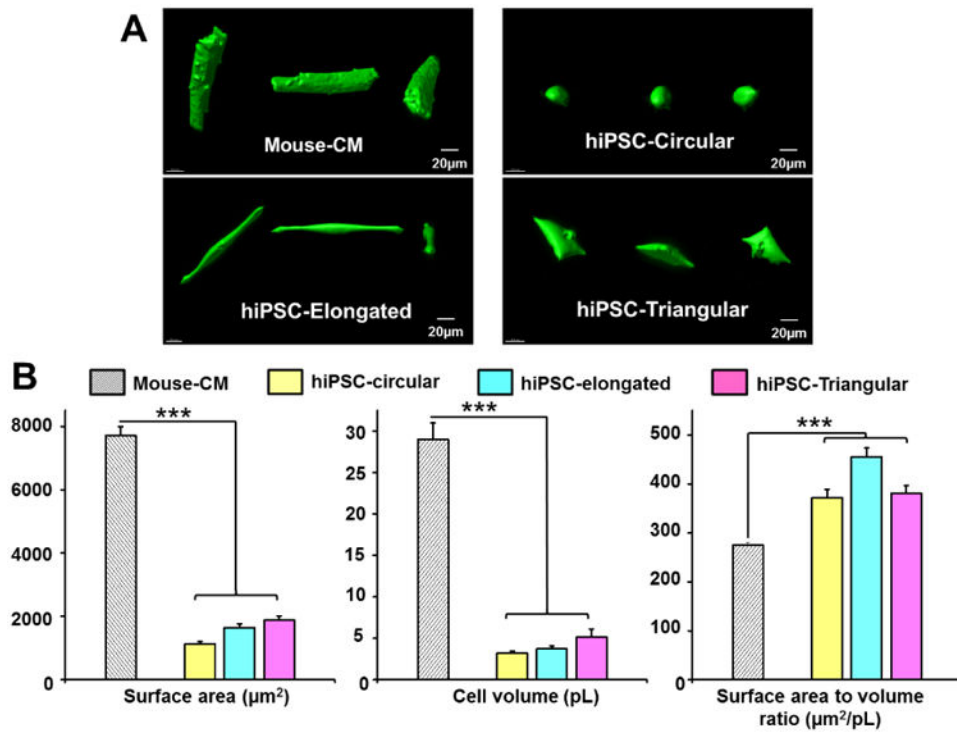 A
Mouse-CM
20μm
hiPSC-Circular
20μm
hiPSC-Elongated
20μm
hiPSC-Triangular
20μm
B
Mouse-CM
hiPSC-circular
hiPSC-elongated
hiPSC-Triangular
8000
6000
4000
2000
0
***
Surface area (μm²)
30
25
20
15
10
5
0
***
Cell volume (pL)
500
400
300
200
100
0
***
Surface area to volume
ratio (μm²/pL)